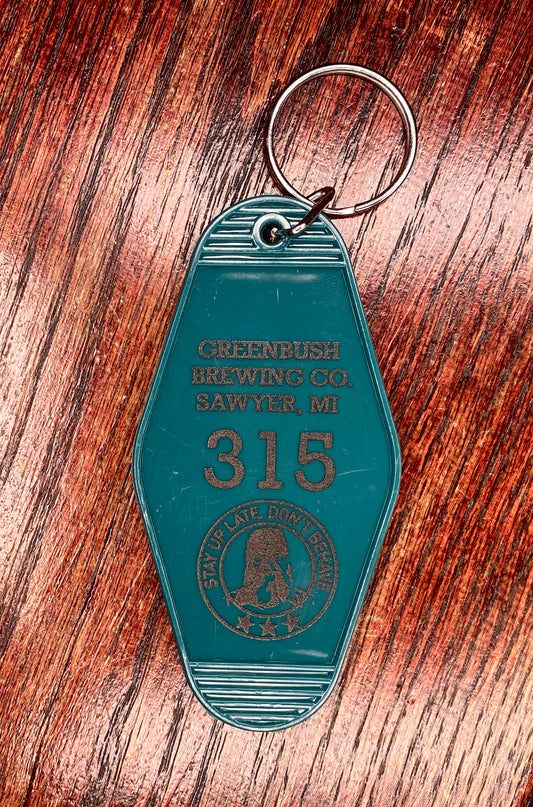 GREENBUSH
BREWING CO.
SAWYER, MI
315
STAY UP LATE. DON'T BEHAVE.